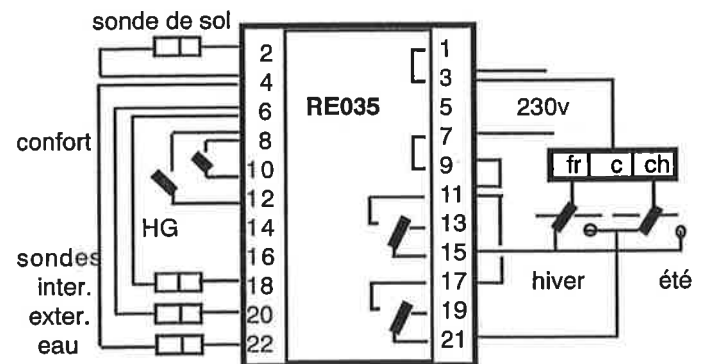 sonde de sol
2
4
6
8
10
12
14
16
18
20
22
confort
HG
sondes
inter.
exter.
eau
RE035
1
3
5
7
9
11
13
15
17
19
21
230v
fr c ch
hiver été